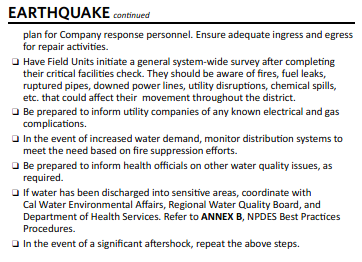 EARTHQUAKE continued
plan for Company response personnel. Ensure adequate ingress and egress
for repair activities.
❑ Have Field Units initiate a general system-wide survey after completing
their critical facilities check. They should be aware of fires, fuel leaks,
ruptured pipes, downed power lines, utility disruptions, chemical spills,
etc. that could affect their movement throughout the district.
❑ Be prepared to inform utility companies of any known electrical and gas
complications.
❑ In the event of increased water demand, monitor distribution systems to
meet the need based on fire suppression efforts.
❑ Be prepared to inform health officials on other water quality issues, as
required.
❑ If water has been discharged into sensitive areas, coordinate with
Cal Water Environmental Affairs, Regional Water Quality Board, and
Department of Health Services. Refer to ANNEX B, NPDES Best Practices
Procedures.
❑ In the event of a significant aftershock, repeat the above steps.